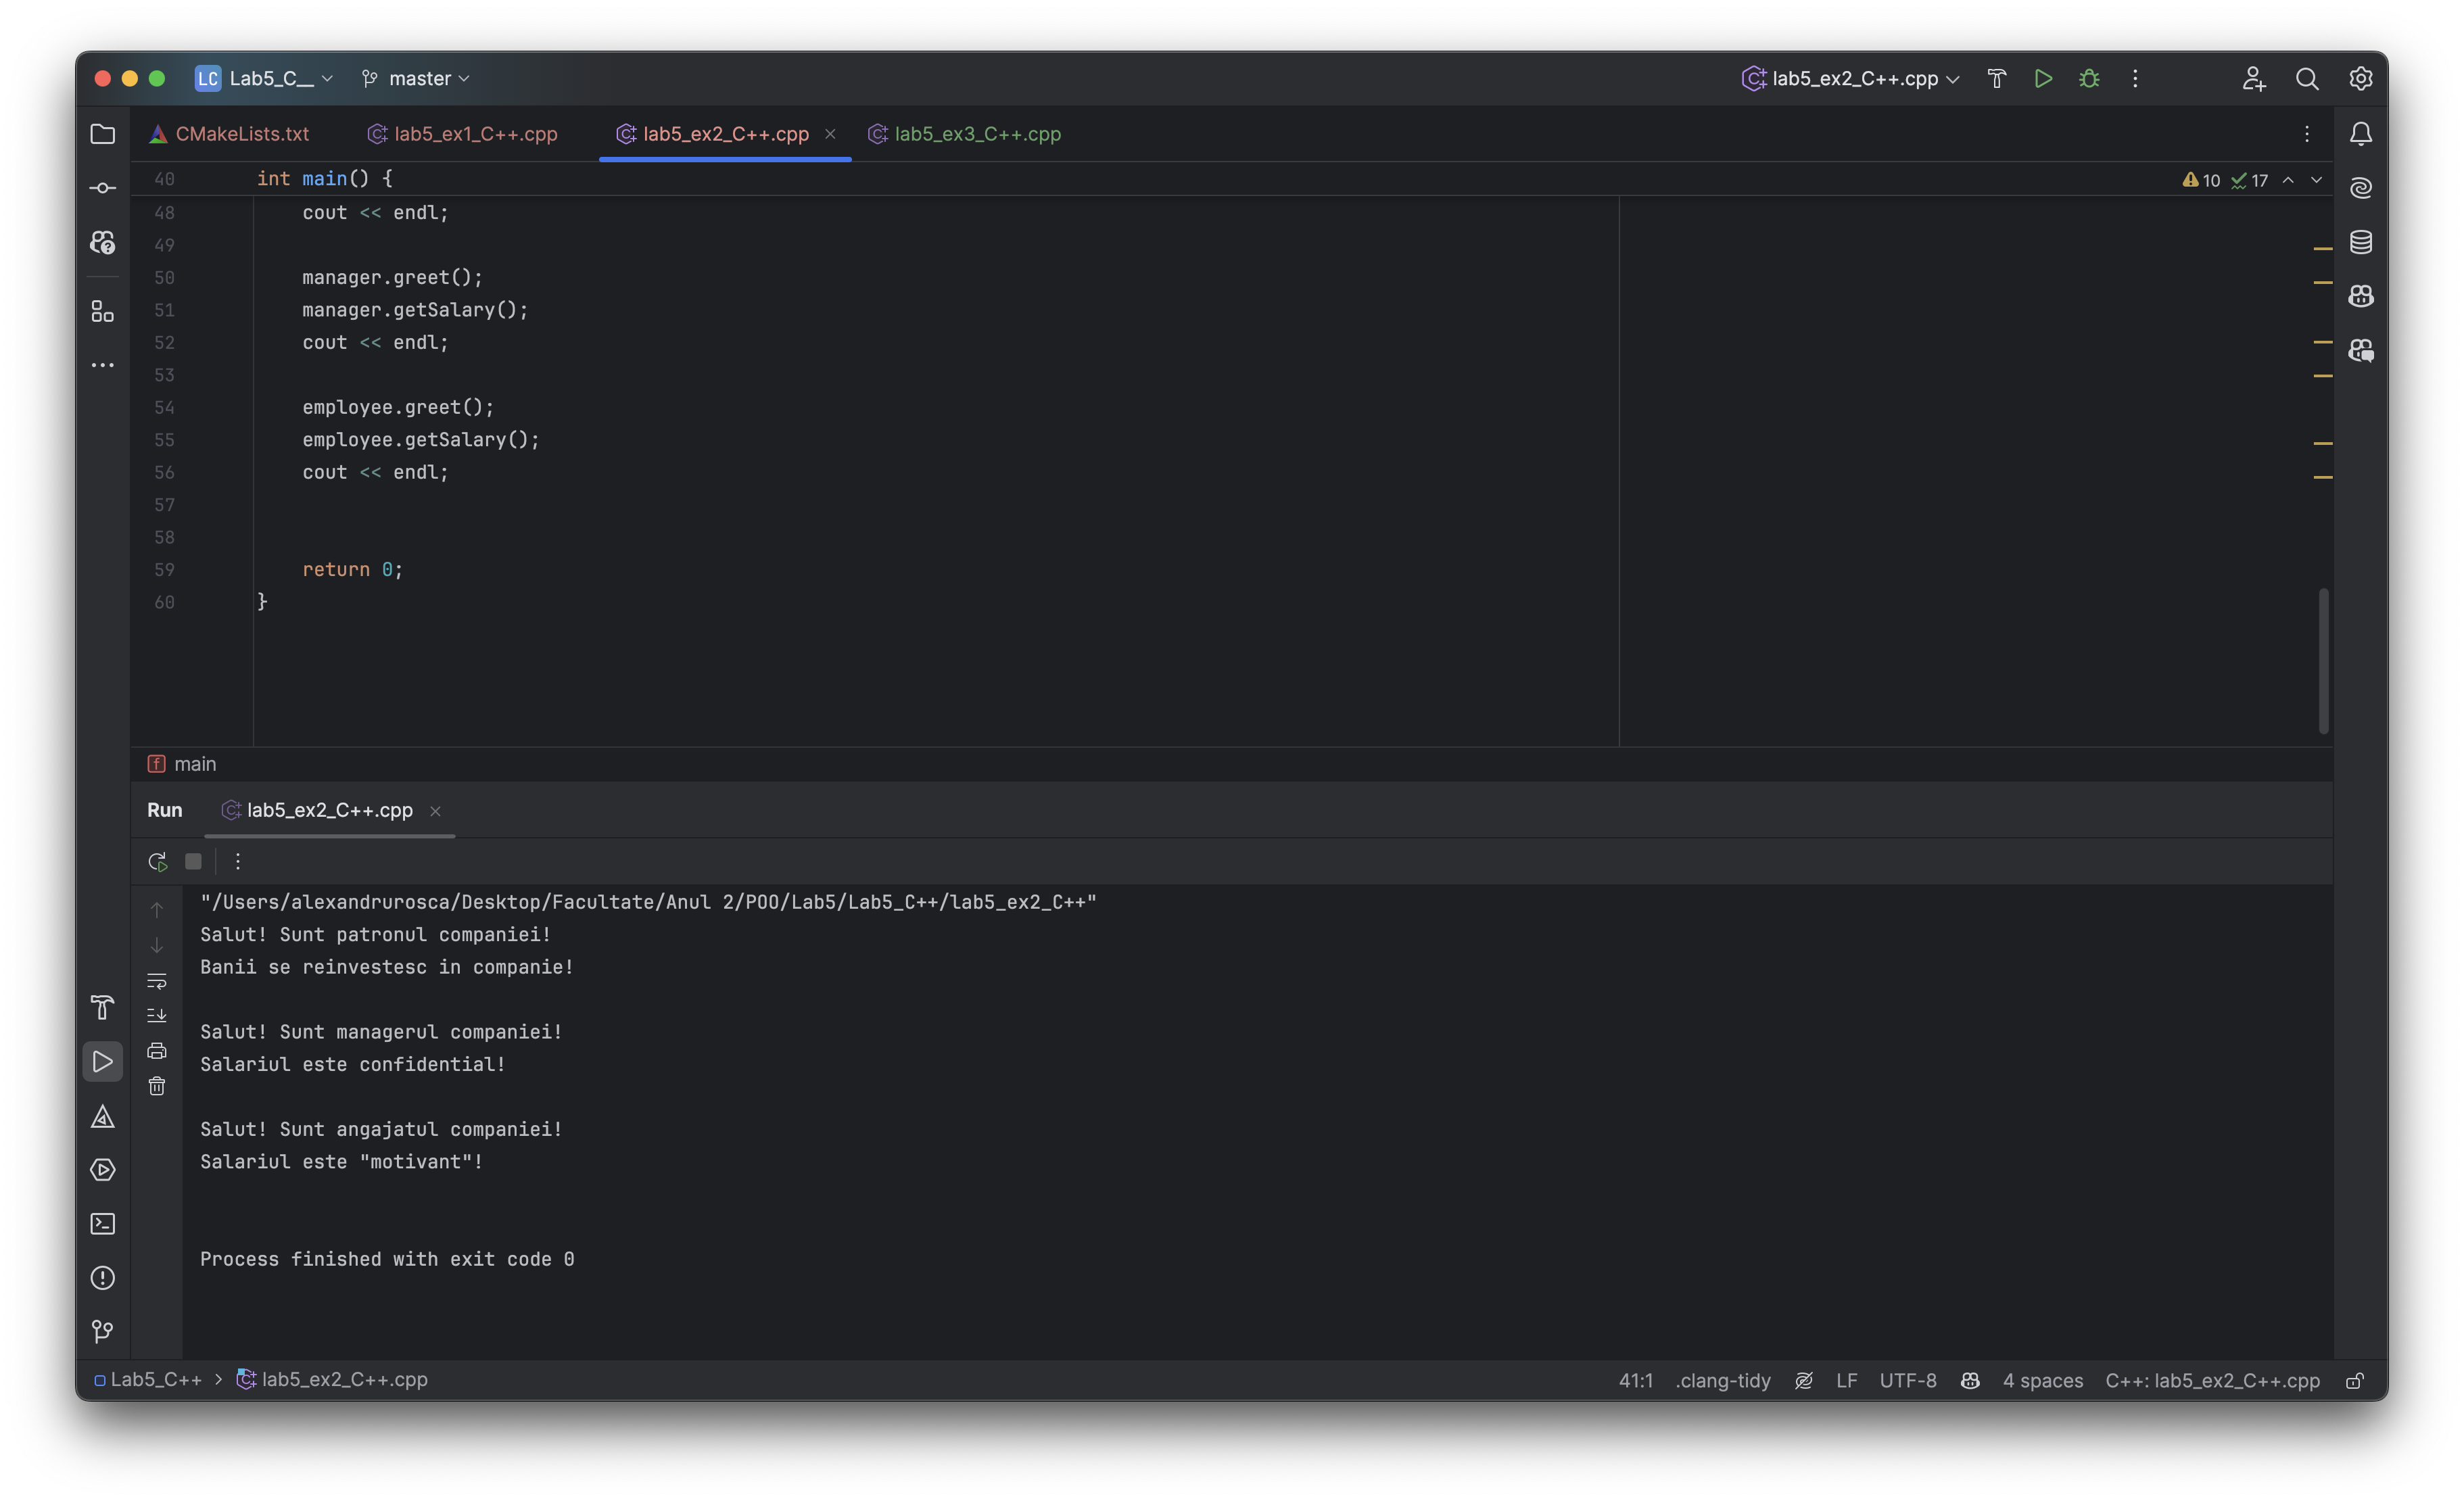 LC Lab5_C__ master lab5_ex2_C++.cpp
CMakeLists.txt lab5_ex1_C++.cpp lab5_ex2_C++.cpp lab5_ex3_C++.cpp
40 int main() { 10 17
48 cout << endl;
49
50 manager.greet();
51 manager.getSalary();
52 cout << endl;
53
54 employee.greet();
55 employee.getSalary();
56 cout << endl;
57
58
59 return 0;
60 }
f main
Run lab5_ex2_C++.cpp
"/Users/alexandrurosca/Desktop/Facultate/Anul 2/POO/Lab5/Lab5_C++/lab5_ex2_C++"
Salut! Sunt patronul companiei!
Banii se reinvestesc in companie!
Salut! Sunt managerul companiei!
Salariul este confidential!
Salut! Sunt angajatul companiei!
Salariul este "motivant"!
Process finished with exit code 0
Lab5_C++ > lab5_ex2_C++.cpp 41:1 .clang-tidy LF UTF-8 4 spaces C++: lab5_ex2_C++.cpp